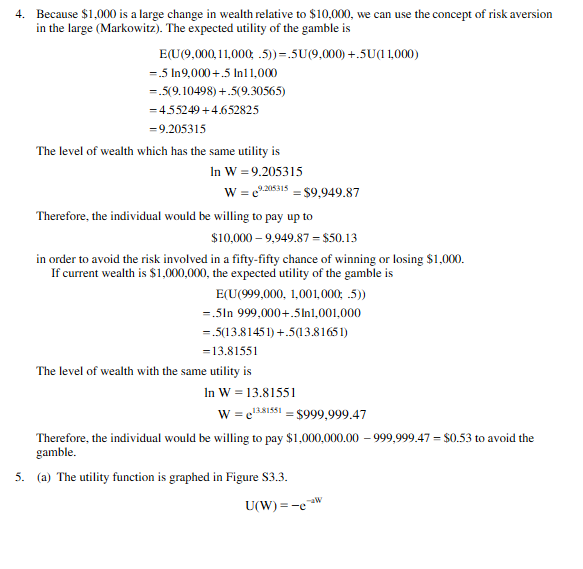 4. Because $1,000 is a large change in wealth relative to $10,000, we can use the concept of risk aversion
in the large (Markowitz). The expected utility of the gamble is
E(U(9,000,11,000; .5)) = .5U(9,000) + .5U(11,000)
= .5 ln9,000 + .5 ln11,000
= .5(9.10498) + .5(9.30565)
= 4.55249 + 4.652825
= 9.205315
The level of wealth which has the same utility is
ln W = 9.205315
W = e^9.205315 = $9,949.87
Therefore, the individual would be willing to pay up to
$10,000 – 9,949.87 = $50.13
in order to avoid the risk involved in a fifty-fifty chance of winning or losing $1,000.
If current wealth is $1,000,000, the expected utility of the gamble is
E(U(999,000, 1,001,000; .5))
= .5ln 999,000 + .5ln1,001,000
= .5(13.81451) + .5(13.81651)
= 13.81551
The level of wealth with the same utility is
ln W = 13.81551
W = e^13.81551 = $999,999.47
Therefore, the individual would be willing to pay $1,000,000.00 – 999,999.47 = $0.53 to avoid the
gamble.
5. (a) The utility function is graphed in Figure S3.3.
U(W) = –e^–aW